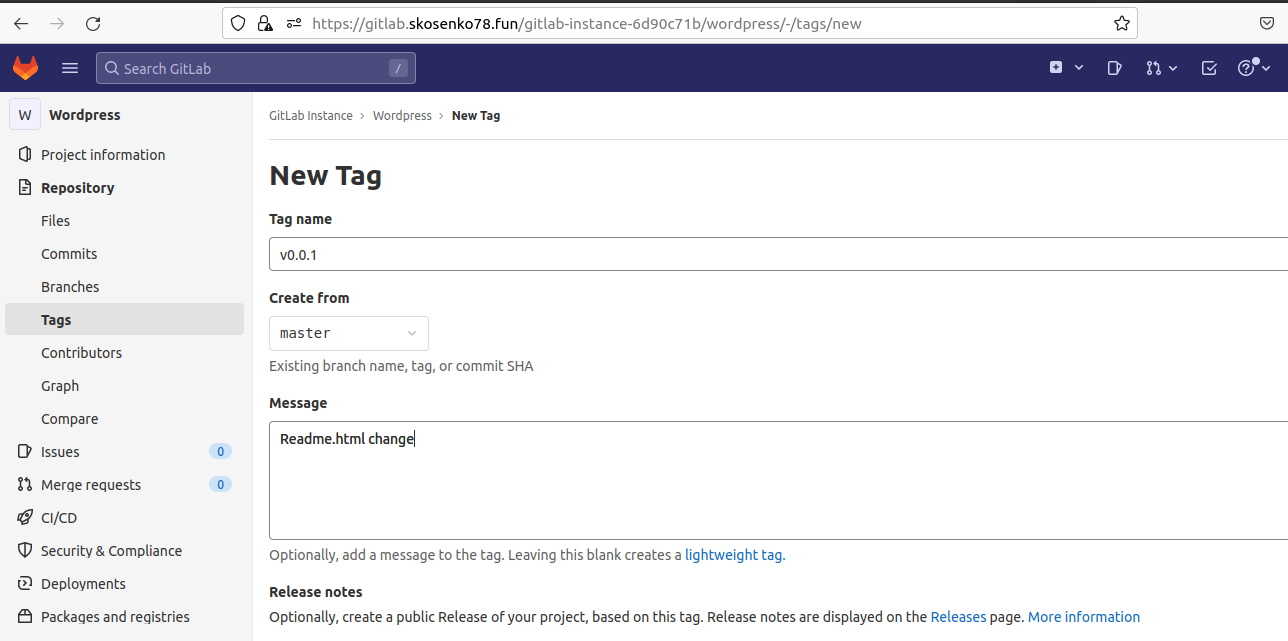 https://gitlab.skosenko78.fun/gitlab-instance-6d90c71b/wordpress/-/tags/new
Search GitLab /
W Wordpress
Project information
Repository
Files
Commits
Branches
Tags
Contributors
Graph
Compare
Issues 0
Merge requests 0
CI/CD
Security & Compliance
Deployments
Packages and registries
GitLab Instance › Wordpress › New Tag
New Tag
Tag name
v0.0.1
Create from
master
Existing branch name, tag, or commit SHA
Message
Readme.html change
Optionally, add a message to the tag. Leaving this blank creates a lightweight tag.
Release notes
Optionally, create a public Release of your project, based on this tag. Release notes are displayed on the Releases page. More information